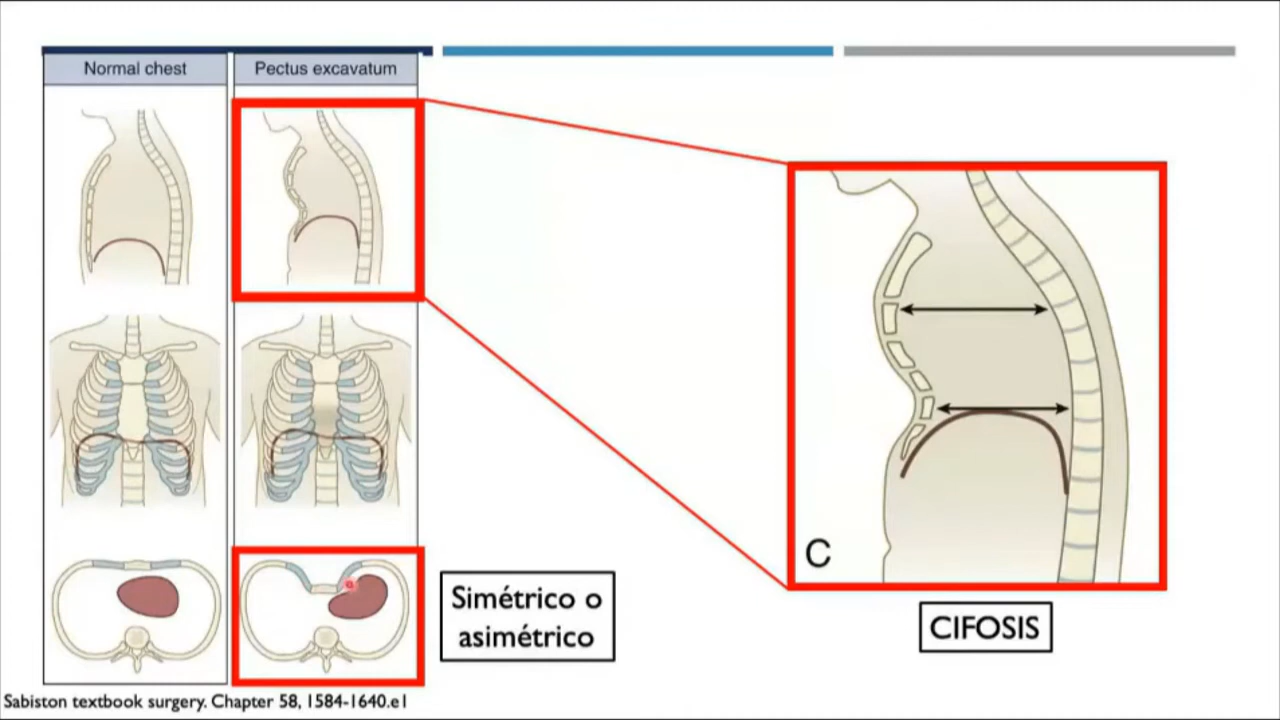 Normal chest
Pectus excavatum
C
Simétrico o
asimétrico
CIFOSIS
Sabiston textbook surgery. Chapter 58, 1584-1640.e1